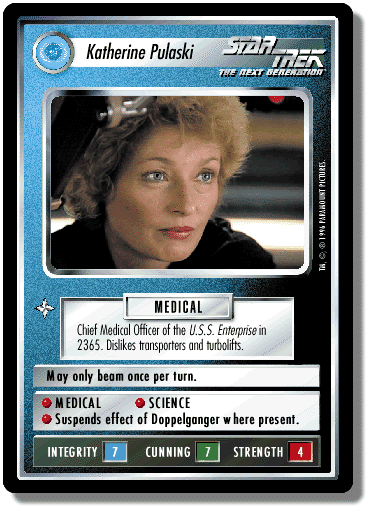 Katherine Pulaski
STAR TREK
THE NEXT GENERATION
TM, © ® 1996 PARAMOUNT PICTURES.
MEDICAL
Chief Medical Officer of the U.S.S. Enterprise in
2365. Dislikes transporters and turbolifts.
May only beam once per turn.
MEDICAL SCIENCE
Suspends effect of Doppelganger where present.
INTEGRITY 7 CUNNING 7 STRENGTH 4